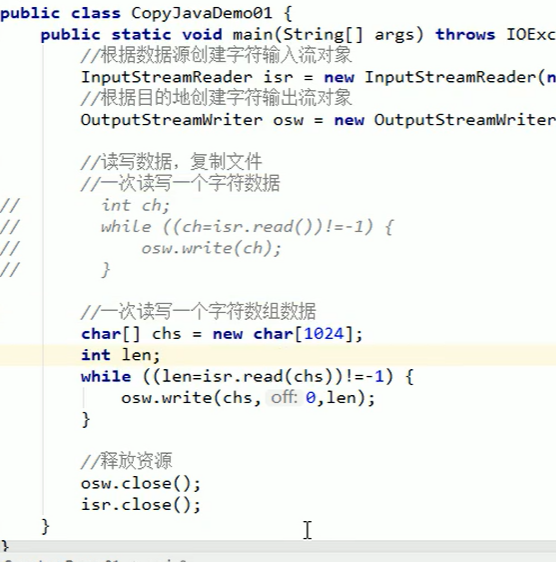 public class CopyJavaDemo01 {
public static void main(String[] args) throws IOExc
//根据数据源创建字符输入流对象
InputStreamReader isr = new InputStreamReader(n
//根据目的地创建字符输出流对象
OutputStreamWriter osw = new OutputStreamWriter
//读写数据，复制文件
//一次读写一个字符数据
// int ch;
// while ((ch=isr.read())!=-1) {
// osw.write(ch);
// }
//一次读写一个字符数组数据
char[] chs = new char[1024];
int len;
while ((len=isr.read(chs))!=-1) {
osw.write(chs, off: 0,len);
}
//释放资源
osw.close();
isr.close();
}
}